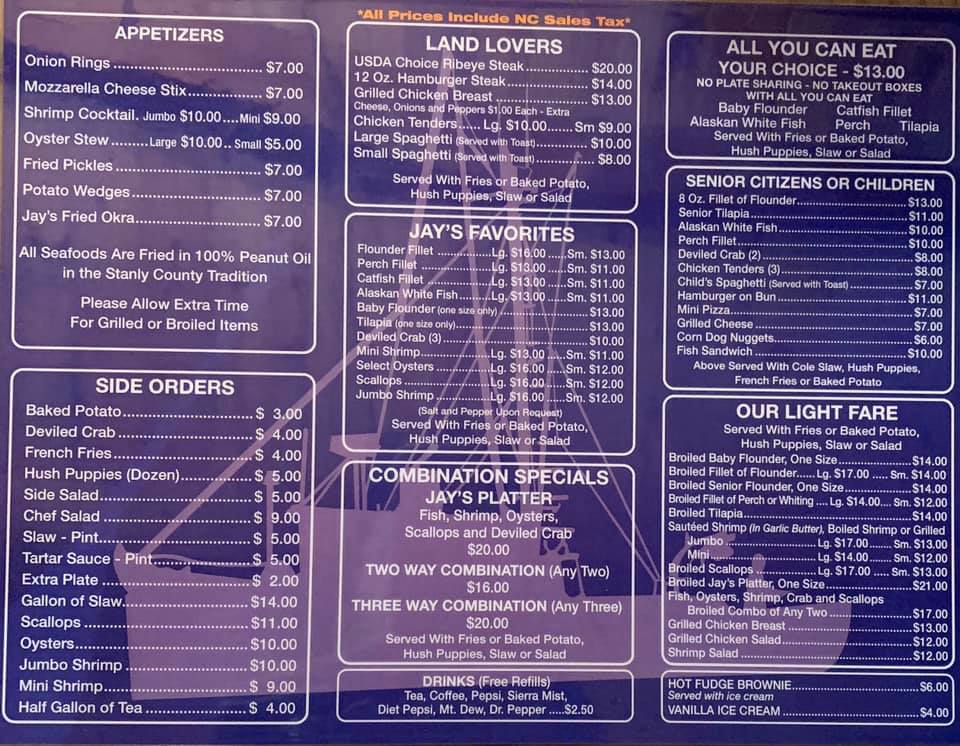 *All Prices Include NC Sales Tax*
APPETIZERS
Onion Rings ................................ $7.00
Mozzarella Cheese Stix................ $7.00
Shrimp Cocktail. Jumbo $10.00....Mini $9.00
Oyster Stew ........Large $10.00.. Small $5.00
Fried Pickles ............................... $7.00
Potato Wedges............................ $7.00
Jay's Fried Okra........................... $7.00
All Seafoods Are Fried in 100% Peanut Oil
in the Stanly County Tradition
Please Allow Extra Time
For Grilled or Broiled Items
SIDE ORDERS
Baked Potato............................ $ 3.00
Deviled Crab ............................ $ 4.00
French Fries.............................. $ 4.00
Hush Puppies (Dozen)............... $ 5.00
Side Salad................................. $ 5.00
Chef Salad ................................ $ 9.00
Slaw - Pint................................. $ 5.00
Tartar Sauce - Pint..................... $ 5.00
Extra Plate ................................ $ 2.00
Gallon of Slaw........................... $14.00
Scallops .................................... $11.00
Oysters...................................... $10.00
Jumbo Shrimp .......................... $10.00
Mini Shrimp............................... $ 9.00
Half Gallon of Tea ..................... $ 4.00
LAND LOVERS
USDA Choice Ribeye Steak ................ $20.00
12 Oz. Hamburger Steak..................... $14.00
Grilled Chicken Breast ....................... $13.00
Cheese, Onions and Peppers $1.00 Each - Extra
Chicken Tenders..... Lg. $10.00....... Sm $9.00
Large Spaghetti (Served with Toast).............. $10.00
Small Spaghetti (Served with Toast) .............. $8.00
Served With Fries or Baked Potato,
Hush Puppies, Slaw or Salad
JAY'S FAVORITES
Flounder Fillet ..............Lg. $16.00 ......Sm. $13.00
Perch Fillet ..................Lg. $13.00......Sm. $11.00
Catfish Fillet ................Lg. $13.00 .....Sm. $11.00
Alaskan White Fish........Lg. $13.00 .....Sm. $11.00
Baby Flounder (one size only) ......................... $13.00
Tilapia (one size only).................................... $13.00
Deviled Crab (3) ....................................... $10.00
Mini Shrimp..................Lg. $13.00 .....Sm. $11.00
Select Oysters ..............Lg. $16.00 .....Sm. $12.00
Scallops.......................Lg. $16.00.....Sm. $12.00
Jumbo Shrimp ..............Lg. $16.00 ......Sm. $12.00
(Salt and Pepper Upon Request)
Served With Fries or Baked Potato,
Hush Puppies, Slaw or Salad
COMBINATION SPECIALS
JAY'S PLATTER
Fish, Shrimp, Oysters,
Scallops and Deviled Crab
$20.00
TWO WAY COMBINATION (Any Two)
$16.00
THREE WAY COMBINATION (Any Three)
$20.00
Served With Fries or Baked Potato,
Hush Puppies, Slaw or Salad
DRINKS (Free Refills)
Tea, Coffee, Pepsi, Sierra Mist,
Diet Pepsi, Mt. Dew, Dr. Pepper .....$2.50
ALL YOU CAN EAT
YOUR CHOICE - $13.00
NO PLATE SHARING - NO TAKEOUT BOXES
WITH ALL YOU CAN EAT
Baby Flounder Catfish Fillet
Alaskan White Fish Perch Tilapia
Served With Fries or Baked Potato,
Hush Puppies, Slaw or Salad
SENIOR CITIZENS OR CHILDREN
8 Oz. Fillet of Flounder................................ $13.00
Senior Tilapia............................................. $11.00
Alaskan White Fish..................................... $10.00
Perch Fillet................................................ $10.00
Deviled Crab (2) ......................................... $8.00
Chicken Tenders (3)..................................... $8.00
Child's Spaghetti (Served with Toast) .................. $7.00
Hamburger on Bun ..................................... $11.00
Mini Pizza................................................... $7.00
Grilled Cheese ............................................ $7.00
Corn Dog Nuggets........................................ $6.00
Fish Sandwich ........................................... $10.00
Above Served With Cole Slaw, Hush Puppies,
French Fries or Baked Potato
OUR LIGHT FARE
Served With Fries or Baked Potato,
Hush Puppies, Slaw or Salad
Broiled Baby Flounder, One Size.....................$14.00
Broiled Fillet of Flounder.....Lg. $17.00 ..... Sm. $14.00
Broiled Senior Flounder, One Size...................$14.00
Broiled Fillet of Perch or Whiting .... Lg. $14.00.... Sm. $12.00
Broiled Tilapia..............................................$14.00
Sautéed Shrimp (In Garlic Butter), Boiled Shrimp or Grilled
Jumbo ........................Lg. $17.00....... Sm. $13.00
Mini............................Lg. $14.00 ....... Sm. $12.00
Broiled Scallops ...............Lg. $17.00 ..... Sm. $13.00
Broiled Jay's Platter, One Size........................$21.00
Fish, Oysters, Shrimp, Crab and Scallops
Broiled Combo of Any Two ......................$17.00
Grilled Chicken Breast ..................................$13.00
Grilled Chicken Salad....................................$12.00
Shrimp Salad ...............................................$12.00
HOT FUDGE BROWNIE................................$6.00
Served with ice cream
VANILLA ICE CREAM ..................................$4.00